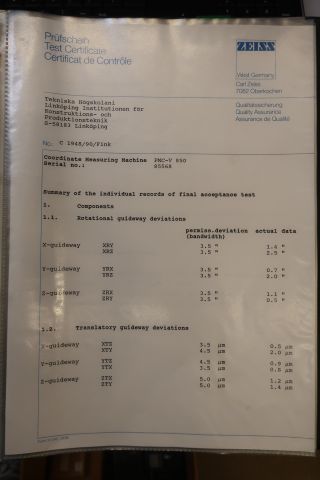 Prüfschein
Test Certificate
Certificat de Contrôle
ZEISS
West Germany
Carl Zeiss
7082 Oberkochen
Qualitätssicherung
Quality Assurance
Assurance de Qualité
Tekniska Hogskolani
Linköping Institutionen för
Konstruktions- och
Produktionsteknik
S-58183 Linköping
No. C 1948/90/Fink
Coordinate Measuring Machine PMC-V 850
Serial no.: 85568
Summary of the individual records of final acceptance test
1. Components
1.1. Rotational guideway deviations
permiss.deviation actual data
(bandwidth)
X-guideway XRY 3.5 " 1.4 "
XRZ 3.5 " 2.5 "
Y-guideway YRX 3.5 " 0.7 "
YRZ 3.5 " 2.0 "
Z-guideway ZRX 3.5 " 1.1 "
ZRY 3.5 " 0.5 "
1.2. Translatory guideway deviations
X-guideway XTZ 3.5 µm 0.5 µm
XTY 4.5 µm 2.0 µm
Y-guideway YTZ 4.5 µm 0.9 µm
YTX 3.5 µm 0.8 µm
Z-guideway ZTX 5.0 µm 1.2 µm
ZTY 5.0 µm 1.4 µm